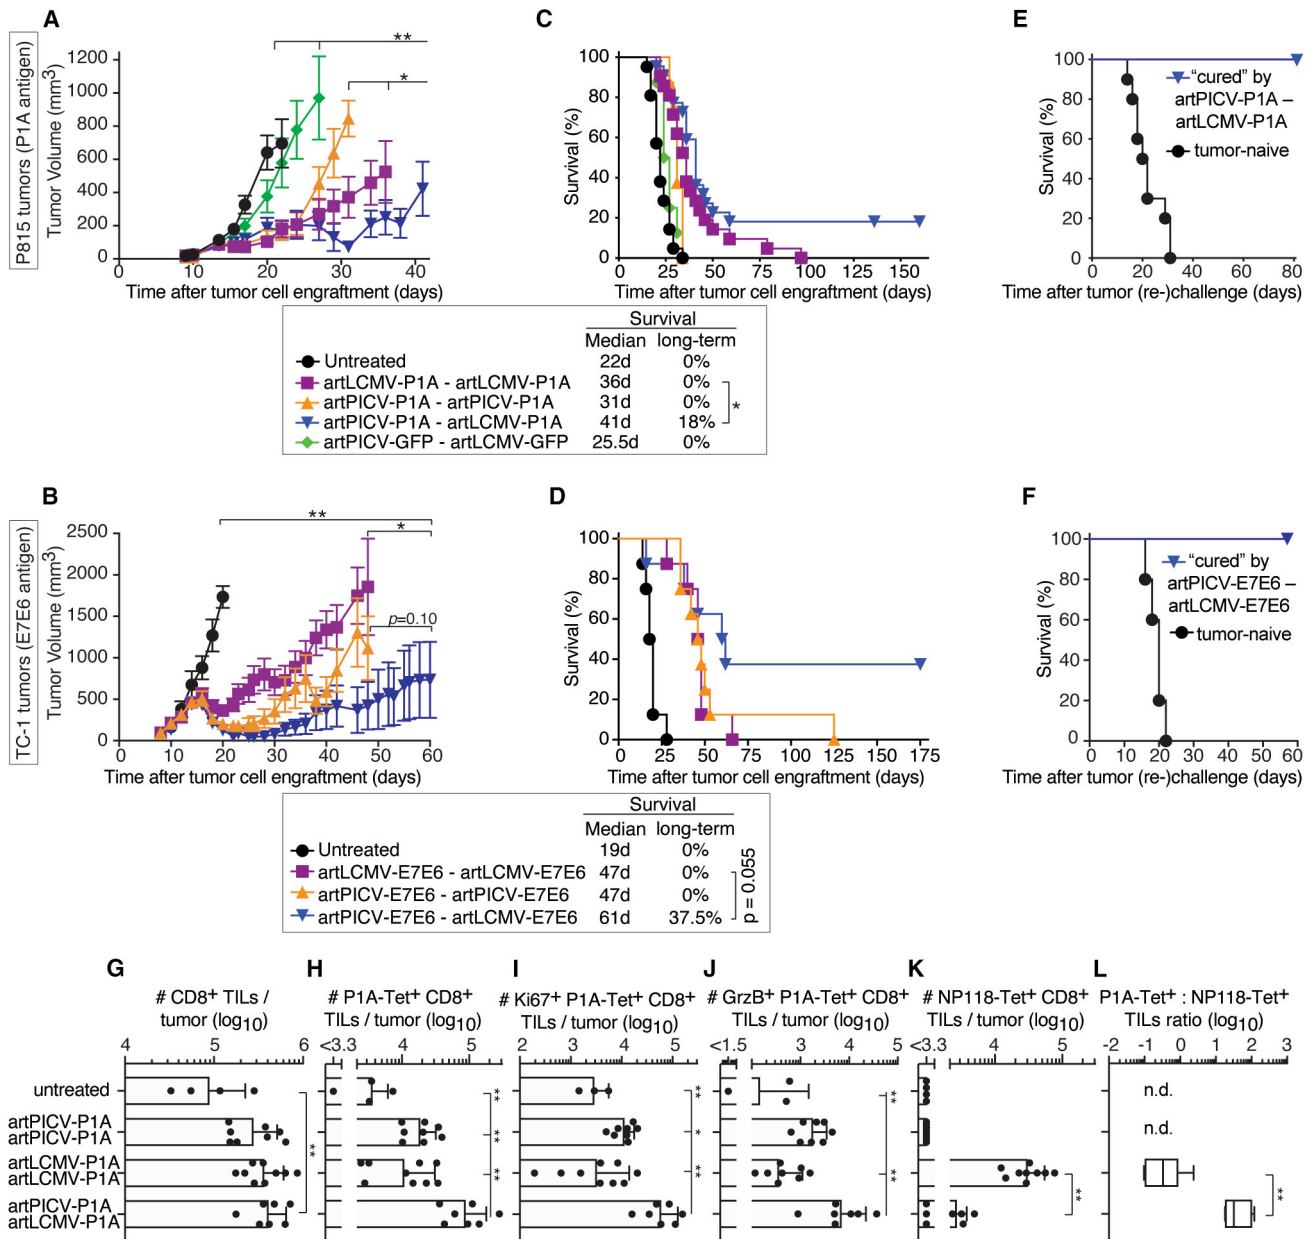 A
P815 tumors (P1A antigen)
Tumor Volume (mm3)
1200
1000
800
600
400
200
0
0 10 20 30 40
Time after tumor cell engraftment (days)
**
*
C
Survival (%)
100
80
60
40
20
0
0 25 50 75 100 125 150
Time after tumor cell engraftment (days)
E
Survival (%)
100
80
60
40
20
0
0 20 40 60 80
Time after tumor (re-)challenge (days)
“cured” by
artPICV-P1A –
artLCMV-P1A
tumor-naive
Survival
Median long-term
Untreated 22d 0%
artLCMV-P1A - artLCMV-P1A 36d 0%
artPICV-P1A - artPICV-P1A 31d 0%
artPICV-P1A - artLCMV-P1A 41d 18%
artPICV-GFP - artLCMV-GFP 25.5d 0%
*
B
TC-1 tumors (E7E6 antigen)
Tumor Volume (mm3)
2500
2000
1500
1000
500
0
0 10 20 30 40 50 60
Time after tumor cell engraftment (days)
**
*
p=0.10
D
Survival (%)
100
80
60
40
20
0
0 25 50 75 100 125 150 175
Time after tumor cell engraftment (days)
F
Survival (%)
100
80
60
40
20
0
0 10 20 30 40 50 60
Time after tumor (re-)challenge (days)
“cured” by
artPICV-E7E6 –
artLCMV-E7E6
tumor-naive
Survival
Median long-term
Untreated 19d 0%
artLCMV-E7E6 - artLCMV-E7E6 47d 0%
artPICV-E7E6 - artPICV-E7E6 47d 0%
artPICV-E7E6 - artLCMV-E7E6 61d 37.5%
p = 0.055
G
# CD8+ TILs /
tumor (log10)
4 5 6
untreated
artPICV-P1A
artPICV-P1A
artLCMV-P1A
artLCMV-P1A
artPICV-P1A
artLCMV-P1A
**
H
# P1A-Tet+ CD8+
TILs / tumor (log10)
<3.3 4 5
**
**
**
I
# Ki67+ P1A-Tet+ CD8+
TILs / tumor (log10)
2 3 4 5
**
*
**
J
# GrzB+ P1A-Tet+ CD8+
TILs / tumor (log10)
<1.5 3 4 5
**
**
K
# NP118-Tet+ CD8+
TILs / tumor (log10)
<3.3 4 5
**
L
P1A-Tet+ : NP118-Tet+
TILs ratio (log10)
-2 -1 0 1 2 3
n.d.
n.d.
**